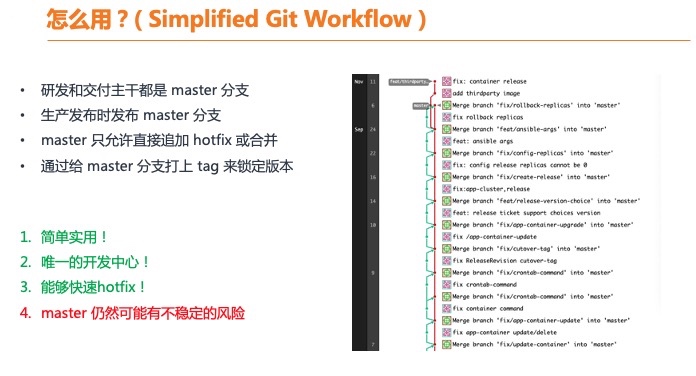 怎么用？( Simplified Git Workflow )
• 研发和交付主干都是 master 分支
• 生产发布时发布 master 分支
• master 只允许直接追加 hotfix 或合并
• 通过给 master 分支打上 tag 来锁定版本
1. 简单实用！
2. 唯一的开发中心！
3. 能够快速hotfix！
4. master 仍然可能有不稳定的风险
Nov 11 feat/thirdparty fix: container release
add thirdparty image
6 master Merge branch 'fix/rollback-replicas' into 'master'
fix rollback replicas
Sep 24 Merge branch 'feat/ansible-args' into 'master'
feat: ansible args
22 Merge branch 'fix/config-replicas' into 'master'
fix: config release replicas cannot be 0
16 Merge branch 'fix/create-release' into 'master'
fix:app-cluster,release
14 Merge branch 'feat/release-version-choice' into 'master'
feat: release ticket support choices version
10 Merge branch 'fix/app-container-upgrade' into 'master'
fix /app-container-update
Merge branch 'fix/cutover-tag' into 'master'
fix ReleaseRevision cutover-tag
9 Merge branch 'fix/crontab-command' into 'master'
fix crontab-command
Merge branch 'fix/crontab-command' into 'master'
fix container command
Merge branch 'fix/app-container-update' into 'master'
fix app-container update/delete
7 Merge branch 'fix/update-container' into 'master'